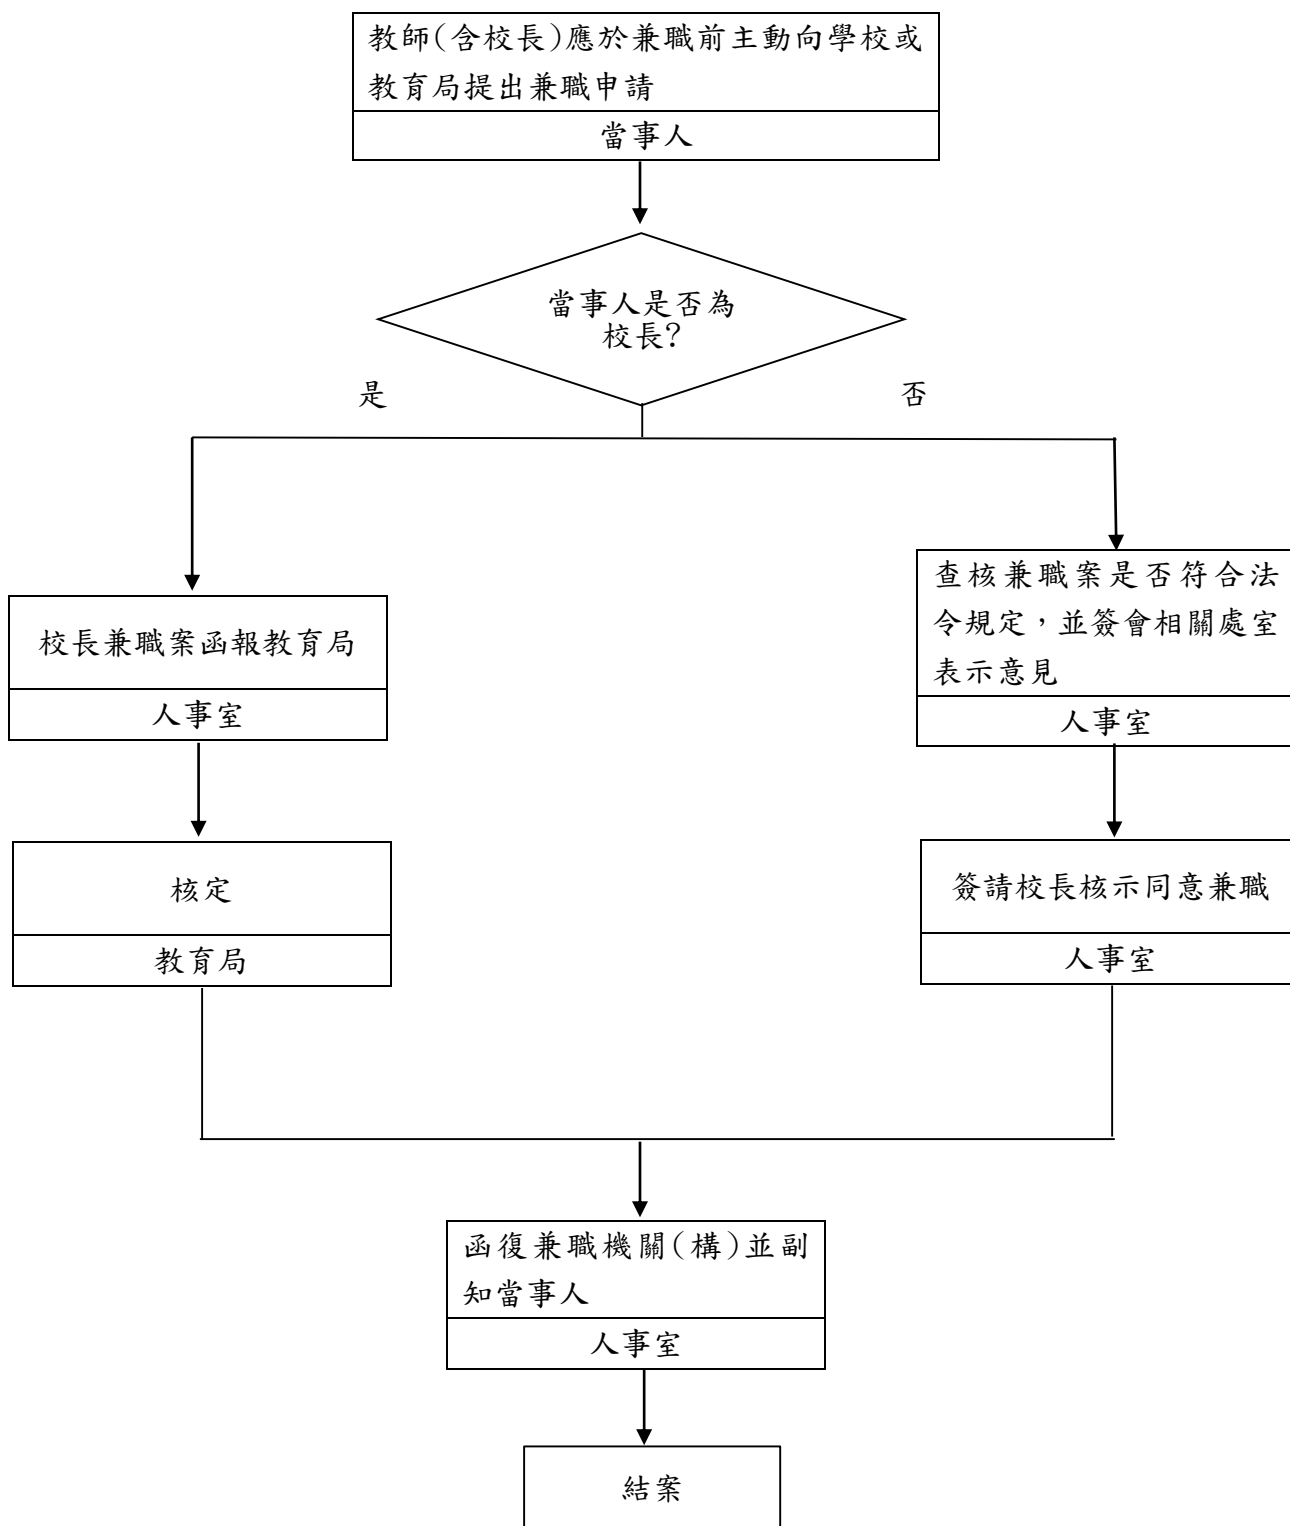 教師(含校長)應於兼職前主動向學校或
教育局提出兼職申請
當事人
當事人是否為
校長?
是
否
校長兼職案函報教育局
人事室
核定
教育局
查核兼職案是否符合法
令規定，並簽會相關處室
表示意見
人事室
簽請校長核示同意兼職
人事室
函復兼職機關(構)並副
知當事人
人事室
結案